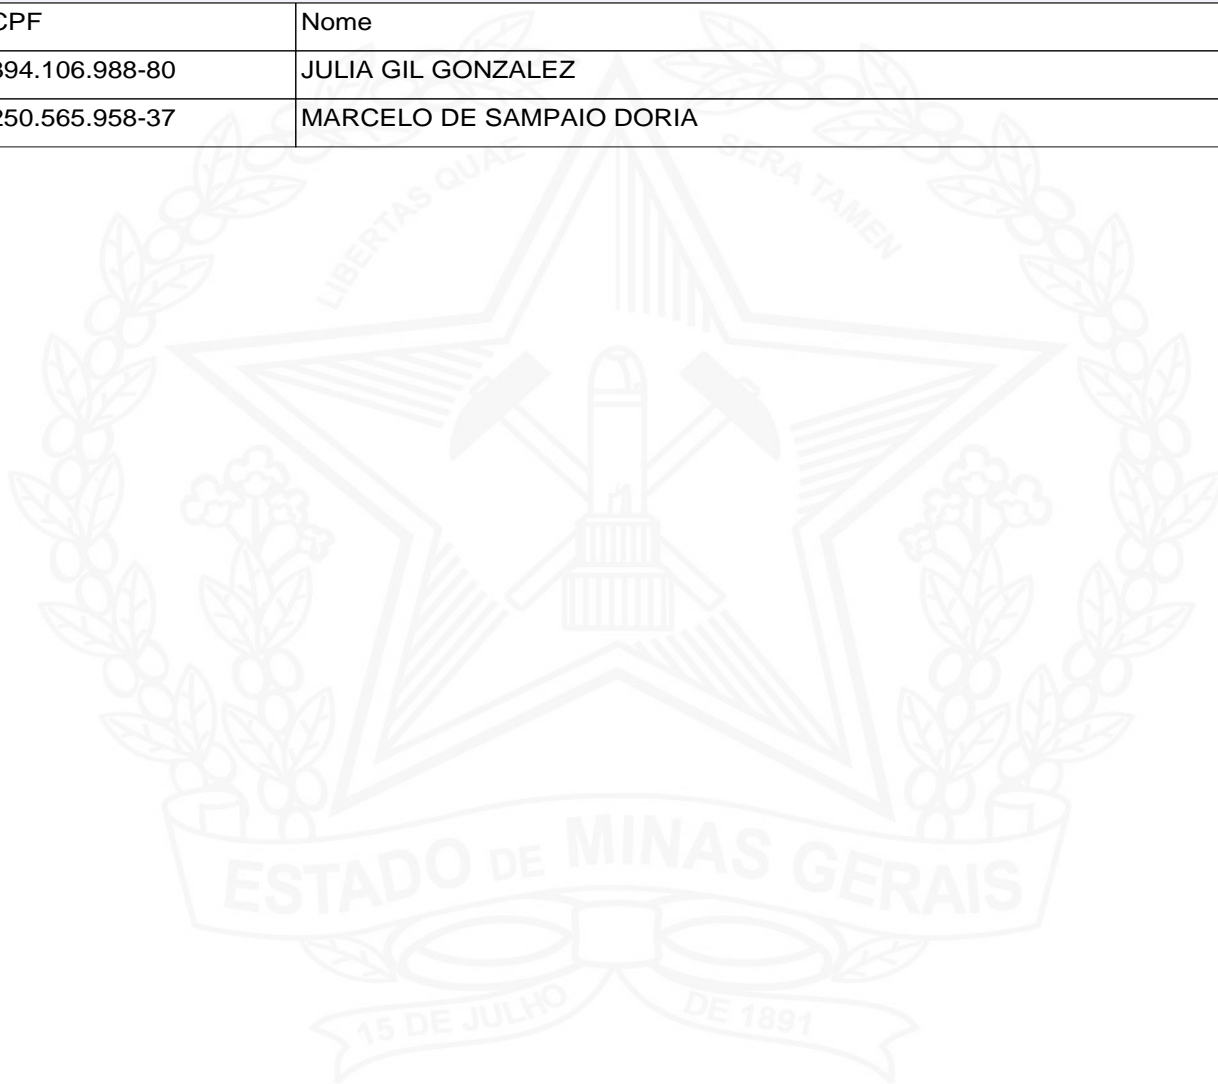 CPF Nome
394.106.988-80 JULIA GIL GONZALEZ
250.565.958-37 MARCELO DE SAMPAIO DORIA
LIBERTAS QUAE SERA TAMEN
ESTADO DE MINAS GERAIS
15 DE JULHO DE 1891